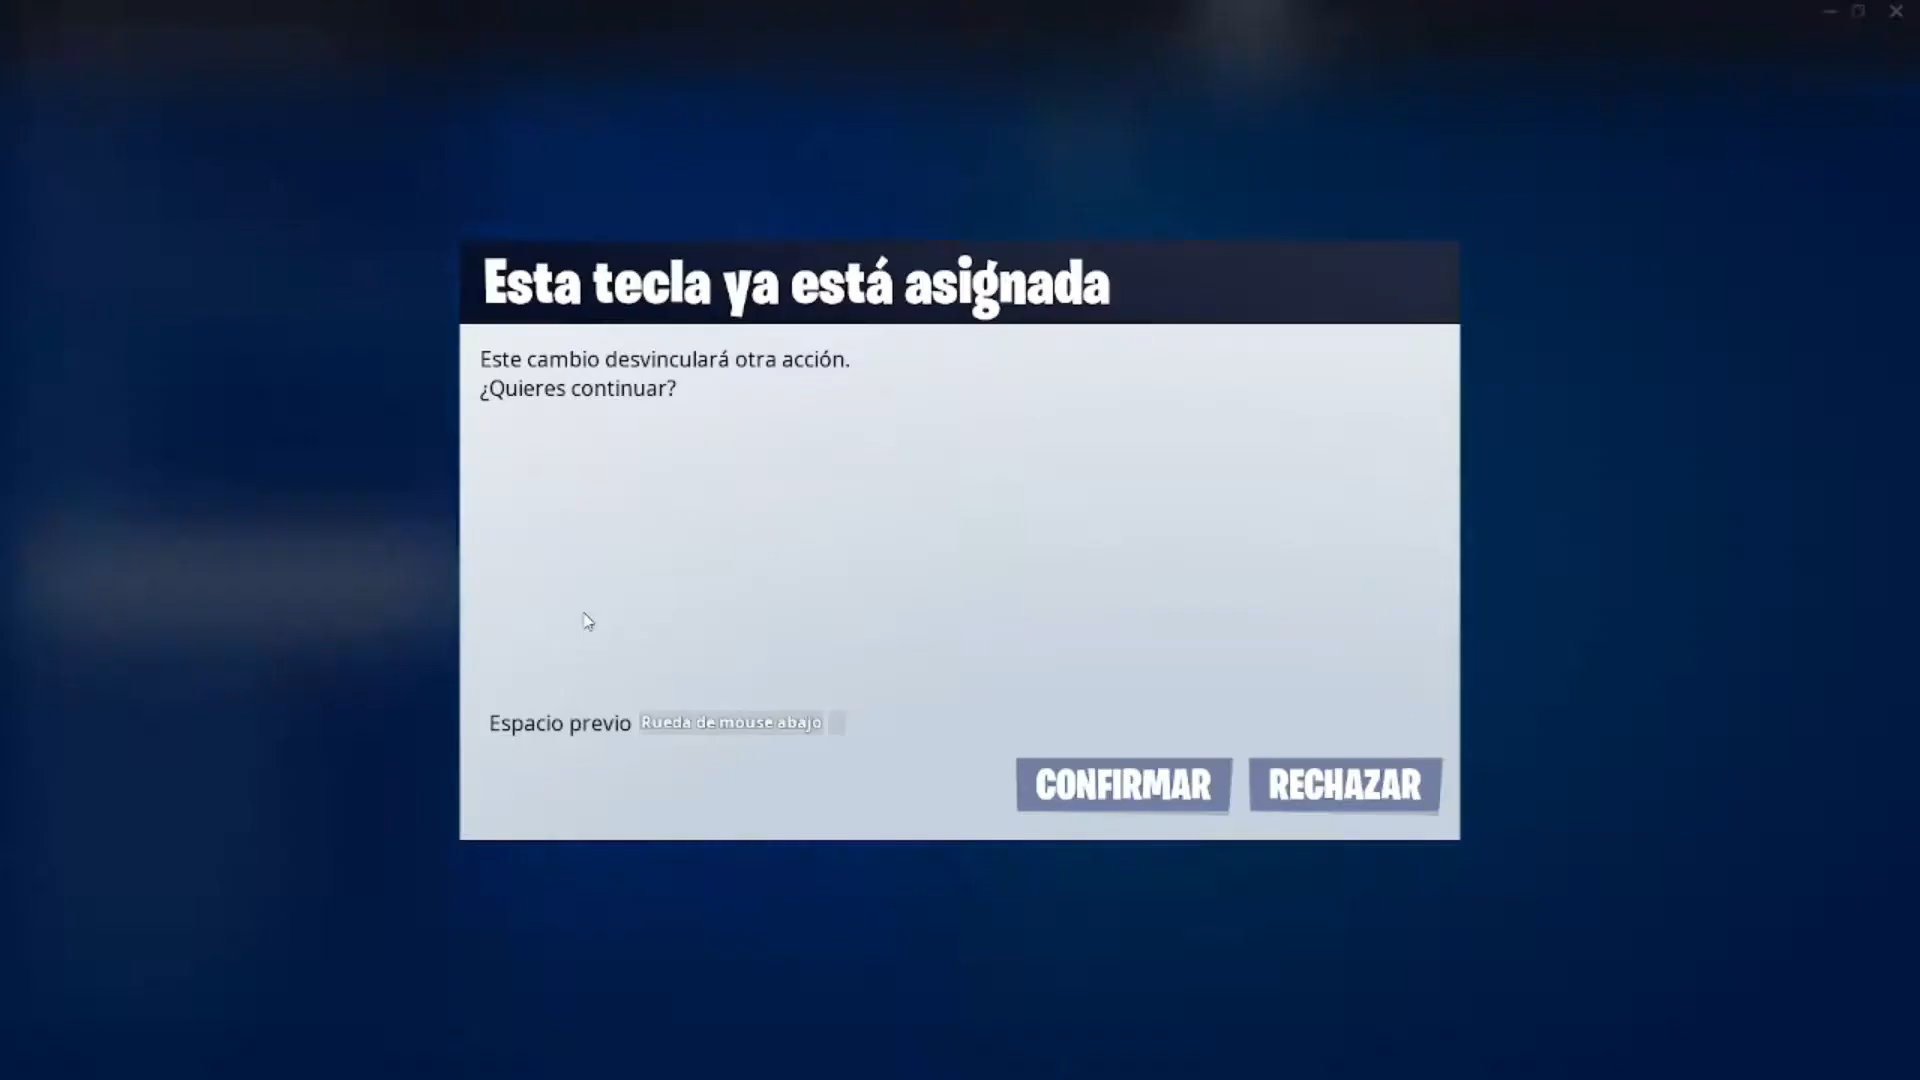 Esta tecla ya está asignada
Este cambio desvinculará otra acción.
¿Quieres continuar?
Espacio previo Rueda de mouse abajo
CONFIRMAR RECHAZAR